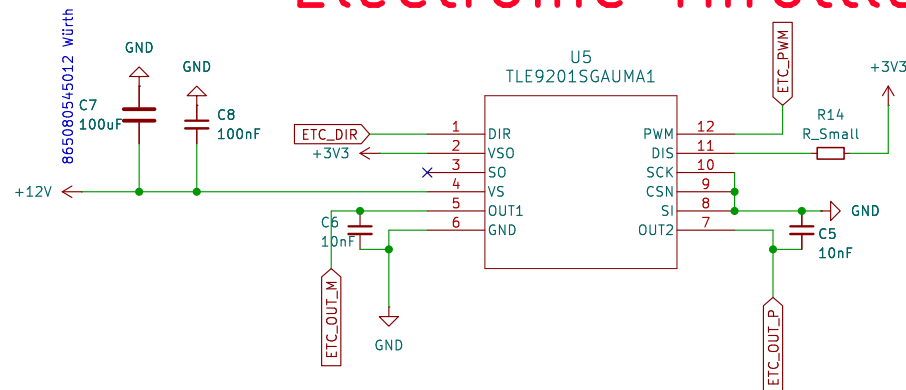 Electronic Throttle
865080545012 Würth
GND
GND
C7
100uF
C8
100nF
+12V
U5
TLE9201SGAUMA1
ETC_DIR
+3V3
1 DIR
2 VSO
3 SO
4 VS
5 OUT1
6 GND
PWM 12
DIS 11
SCK 10
CSN 9
SI 8
OUT2 7
ETC_PWM
+3V3
R14
R_Small
C6
10nF
GND
C5
10nF
ETC_OUT_M
GND
ETC_OUT_P